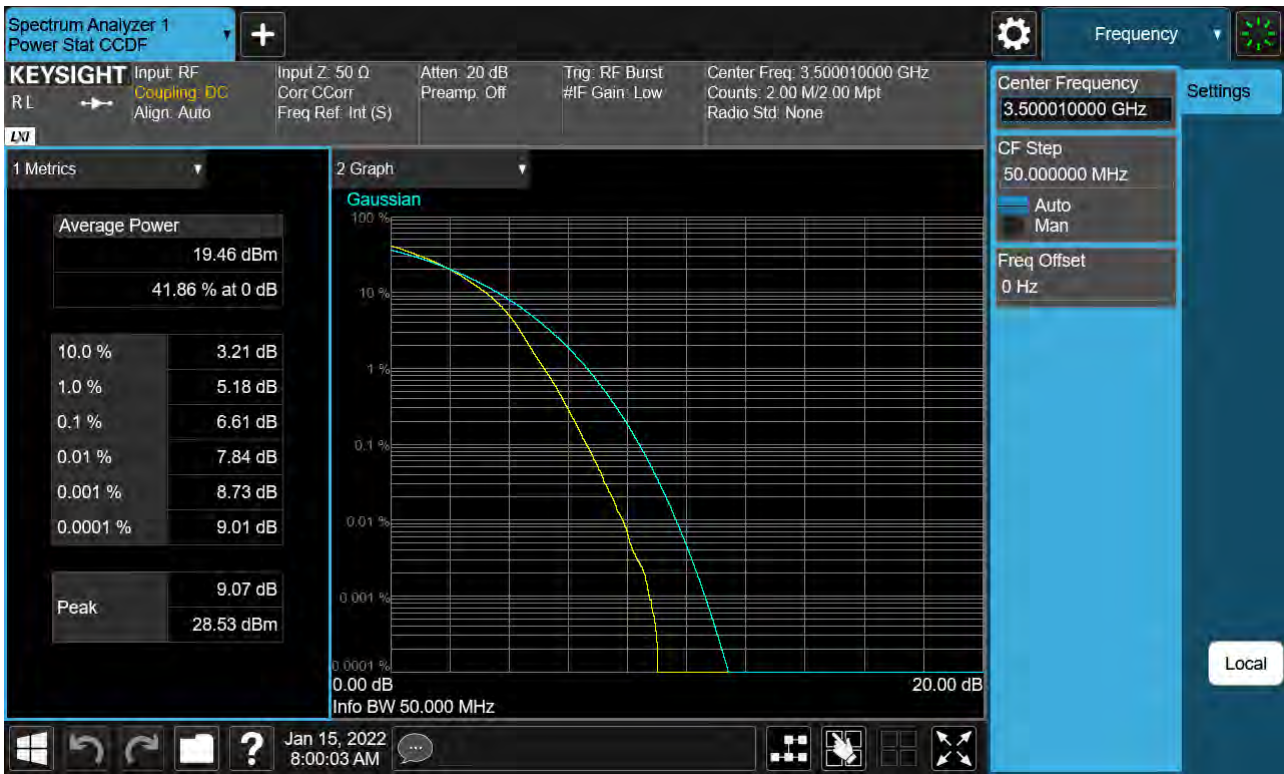 Spectrum Analyzer 1
Power Stat CCDF
+
Frequency
KEYSIGHT
R L
LXI
Input: RF
Coupling: DC
Align: Auto
Input Z: 50 Ω
Corr CCorr
Freq Ref: Int (S)
Atten: 20 dB
Preamp: Off
Trig: RF Burst
#IF Gain: Low
Center Freq: 3.500010000 GHz
Counts: 2.00 M/2.00 Mpt
Radio Std: None
Center Frequency
3.500010000 GHz
Settings
CF Step
50.000000 MHz
Auto
Man
Freq Offset
0 Hz
Local
1 Metrics
Average Power
19.46 dBm
41.86 % at 0 dB
10.0 % 3.21 dB
1.0 % 5.18 dB
0.1 % 6.61 dB
0.01 % 7.84 dB
0.001 % 8.73 dB
0.0001 % 9.01 dB
Peak
9.07 dB
28.53 dBm
2 Graph
Gaussian
100 %
10 %
1 %
0.1 %
0.01 %
0.001 %
0.0001 %
0.00 dB 20.00 dB
Info BW 50.000 MHz
?
Jan 15, 2022
8:00:03 AM